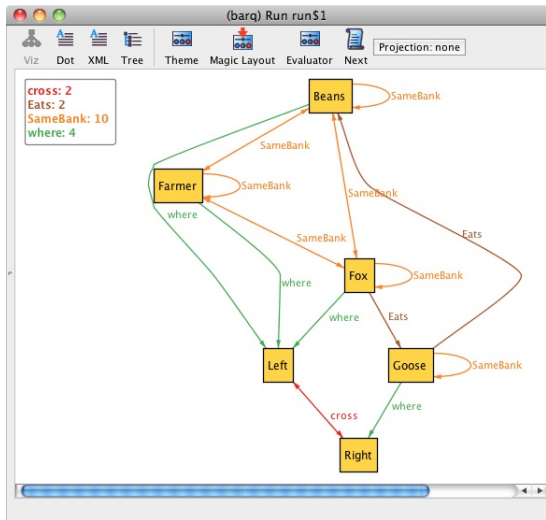 (barq) Run run$1
Viz
Dot
XML
Tree
Theme
Magic Layout
Evaluator
Next
Projection: none
cross: 2
Eats: 2
SameBank: 10
where: 4
Beans
SameBank
SameBank
Farmer
SameBank
SameBank
where
Eats
SameBank
Fox
SameBank
where
where
Eats
Left
Goose
SameBank
where
cross
Right